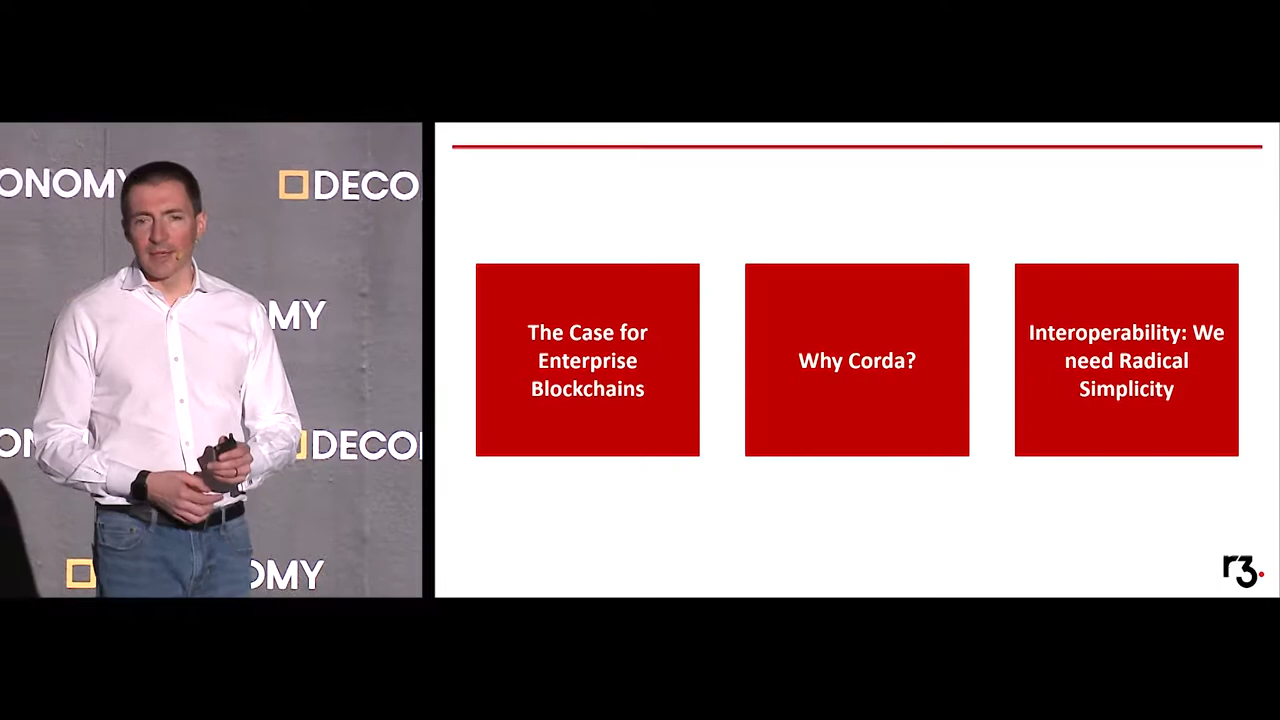 ONOMY
DECO
MY
ON
DECO
OMY
The Case for
Enterprise
Blockchains
Why Corda?
Interoperability: We
need Radical
Simplicity
r3.